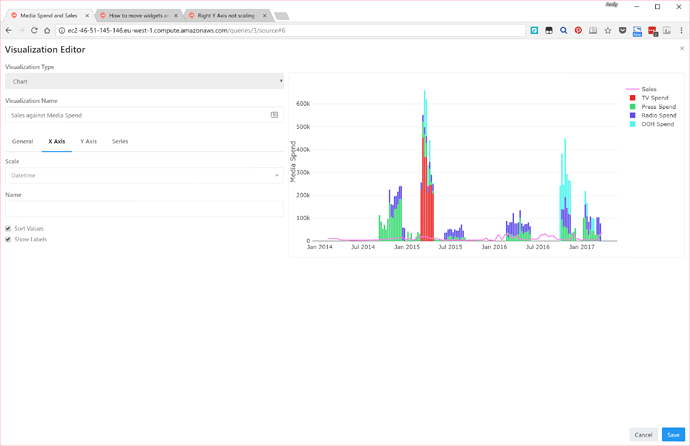 Media Spend and Sales
How to move widgets ar
Right Y Axis not scaling
ec2-46-51-145-146.eu-west-1.compute.amazonaws.com/queries/3/source#6
Visualization Editor
Visualization Type
Chart
Visualization Name
Sales against Media Spend
General X Axis Y Axis Series
Scale
Datetime
Name
Sort Values
Show Labels
Media Spend
600k
500k
400k
300k
200k
100k
0
Jan 2014 Jul 2014 Jan 2015 Jul 2015 Jan 2016 Jul 2016 Jan 2017
Sales
TV Spend
Press Spend
Radio Spend
OOH Spend
Cancel Save